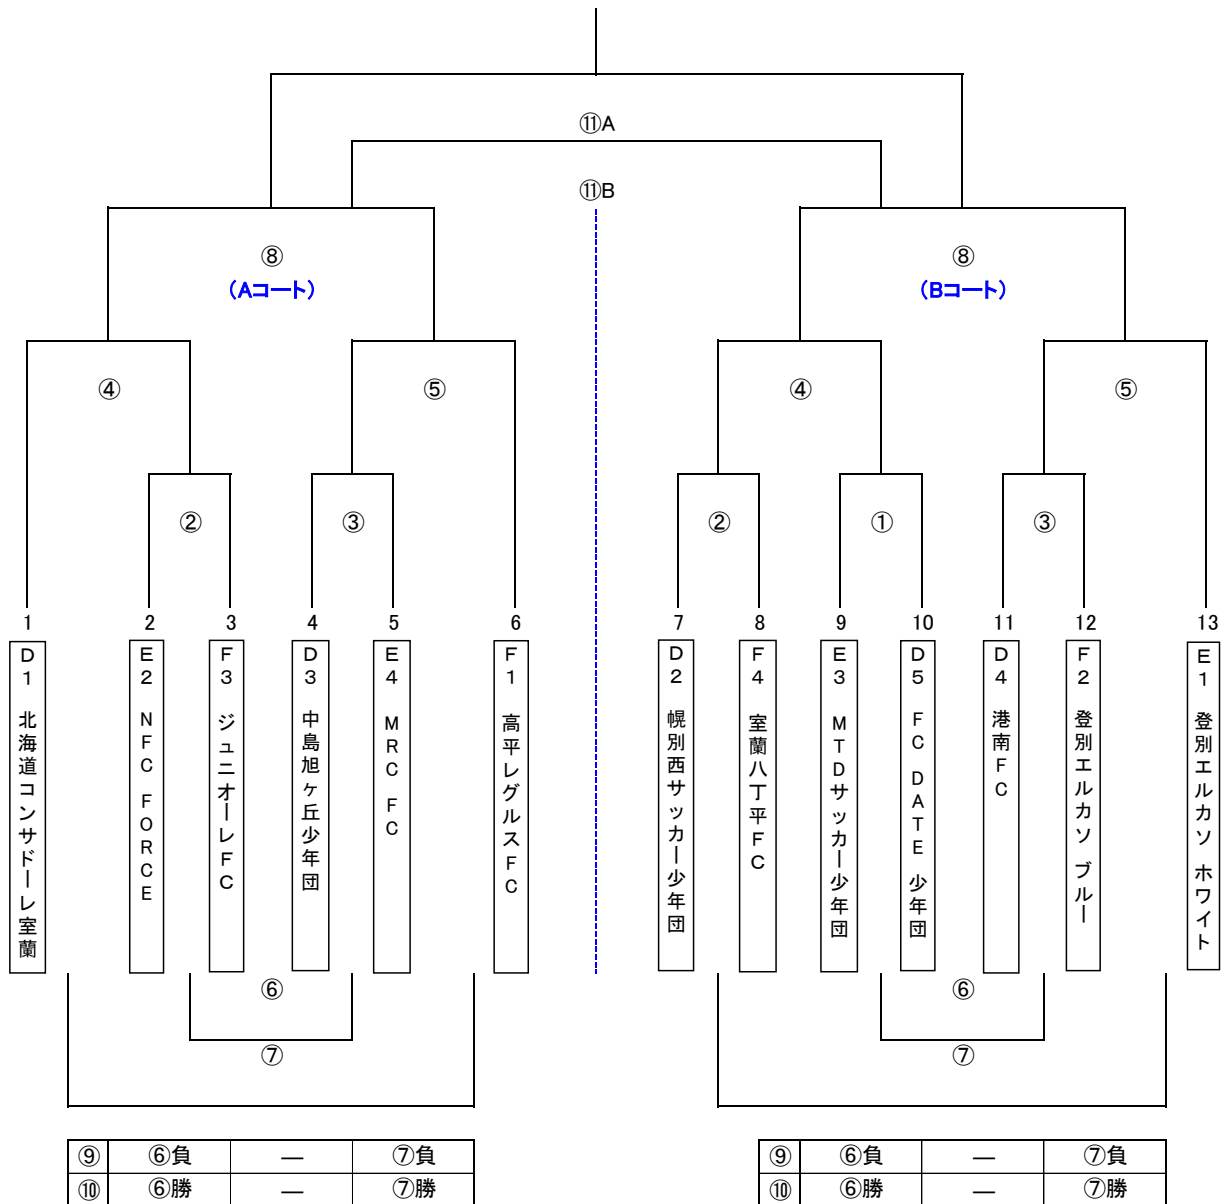 ⑪A
⑪B
⑧ ⑧
（Aコート） （Bコート）
④ ⑤ ④ ⑤
② ③ ② ① ③
1 2 3 4 5 6 7 8 9 10 11 12 13
D1 北海道コンサドーレ室蘭
E2 NFC FORCE
F3 ジュニオーレFC
D3 中島旭ヶ丘少年団
E4 MRC FC
F1 高平レグルスFC
D2 幌別西サッカー少年団
F4 室蘭八丁平FC
E3 MTDサッカー少年団
D5 FC DATE 少年団
D4 港南FC
F2 登別エルカソ ブルー
E1 登別エルカソ ホワイト
⑥ ⑥
⑦ ⑦
⑨ ⑥負 ― ⑦負 ⑨ ⑥負 ― ⑦負
⑩ ⑥勝 ― ⑦勝 ⑩ ⑥勝 ― ⑦勝